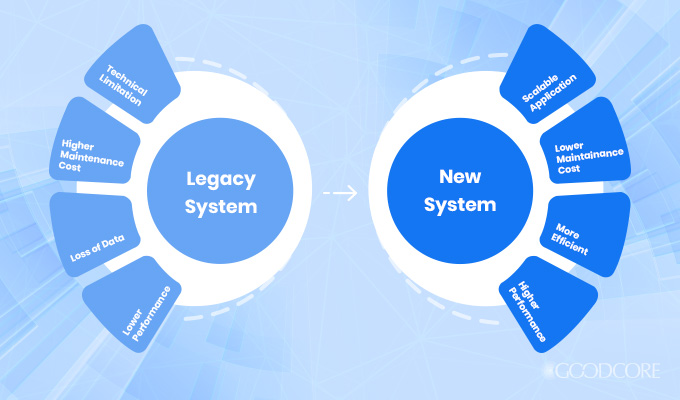 Technical
Limitation
Higher
Maintenance
Cost
Loss of Data
Lower
Performance
Legacy
System
New
System
Scalable
Application
Lower
Maintainance
Cost
More
Efficient
Higher
Performance
GOODCORE